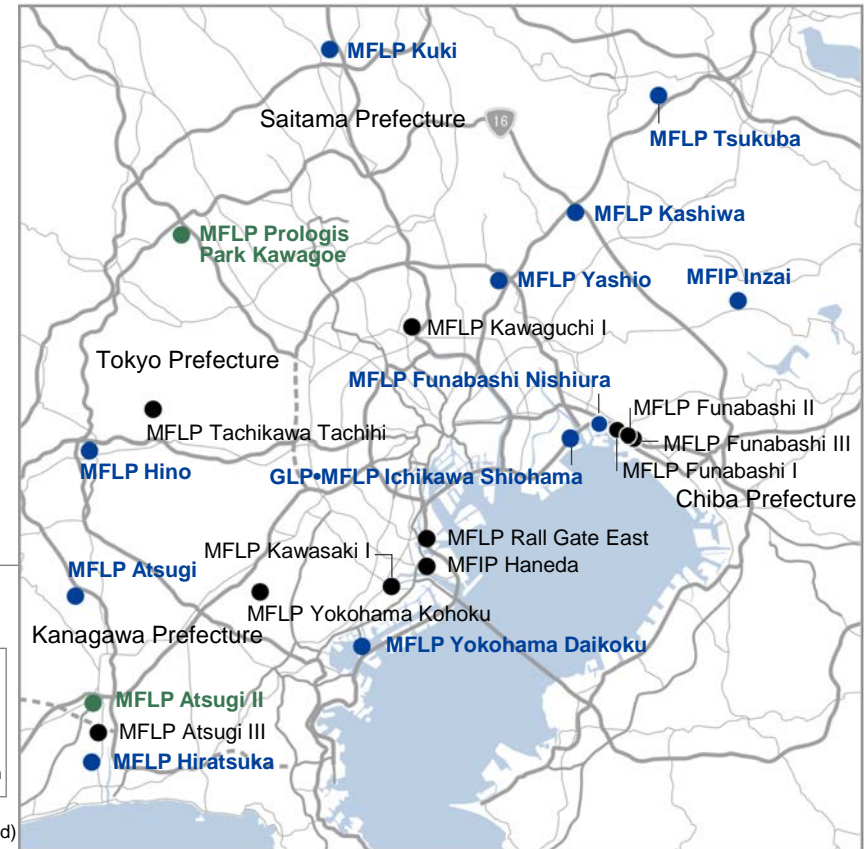 MFLP Kuki
Saitama Prefecture
16
MFLP Tsukuba
MFLP Kashiwa
MFLP Prologis
Park Kawagoe
MFLP Yashio
MFIP Inzai
MFLP Kawaguchi I
Tokyo Prefecture
MFLP Funabashi Nishiura
MFLP Funabashi II
MFLP Tachikawa Tachihi
MFLP Funabashi III
MFLP Hino
GLP•MFLP Ichikawa Shiohama
MFLP Funabashi I
Chiba Prefecture
MFLP Rall Gate East
MFLP Kawasaki I
MFIP Haneda
MFLP Atsugi
MFLP Yokohama Kohoku
Kanagawa Prefecture
MFLP Yokohama Daikoku
MFLP Atsugi II
MFLP Atsugi III
MFLP Hiratsuka